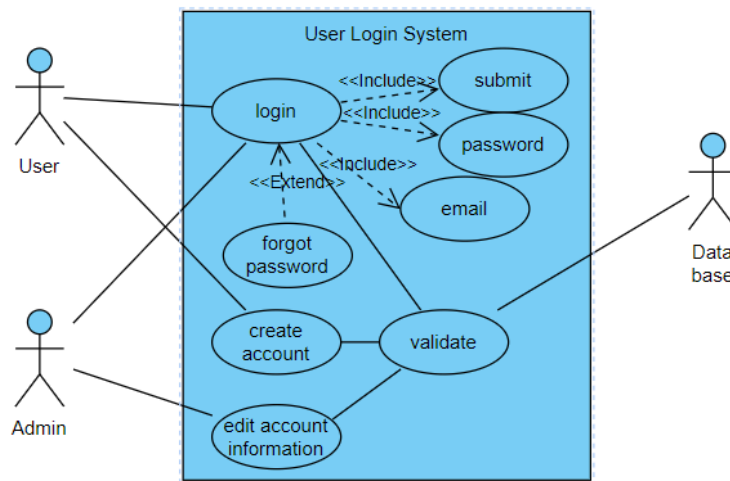 User Login System
<<Include>>
submit
login
<<Include>>
password
User
<<Include>>
<<Extend>>
email
forgot
password
Data
base
create
account
validate
Admin
edit account
information